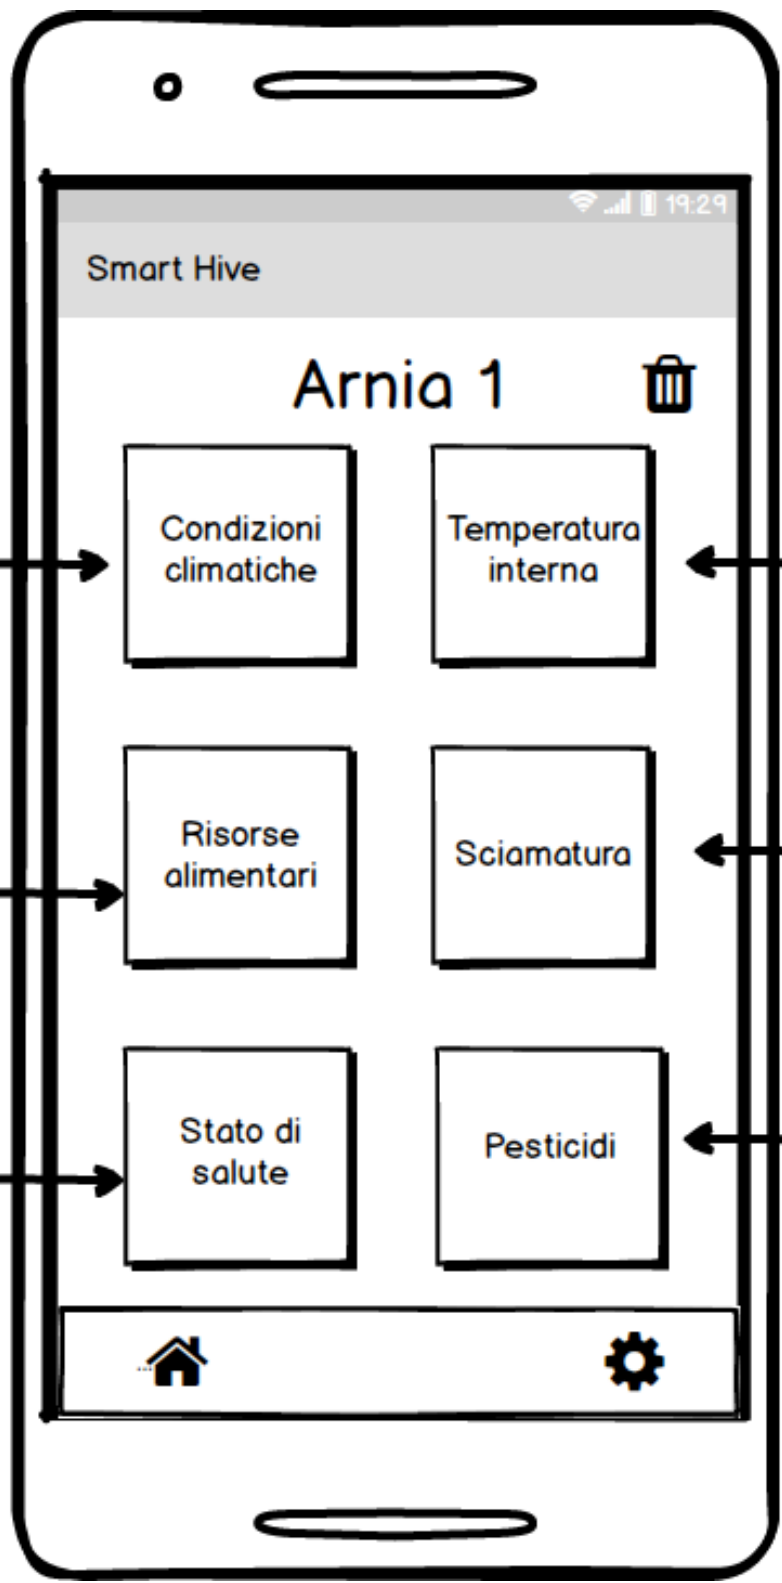 19:29
Smart Hive
Arnia 1
Condizioni
climatiche
Temperatura
interna
Risorse
alimentari
Sciamatura
Stato di
salute
Pesticidi